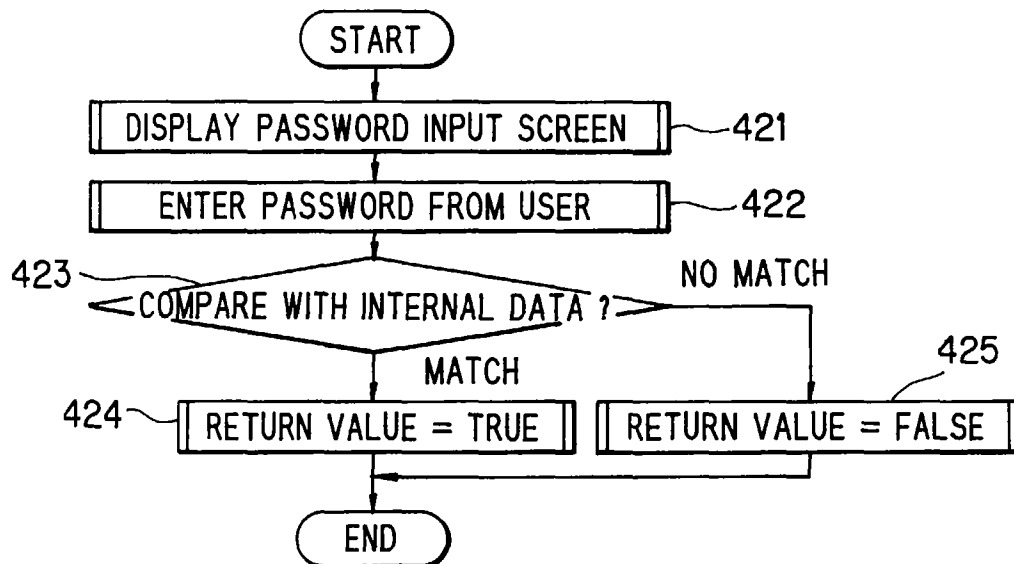 START
DISPLAY PASSWORD INPUT SCREEN
421
ENTER PASSWORD FROM USER
422
423
COMPARE WITH INTERNAL DATA ?
NO MATCH
MATCH
425
424
RETURN VALUE = TRUE
RETURN VALUE = FALSE
END